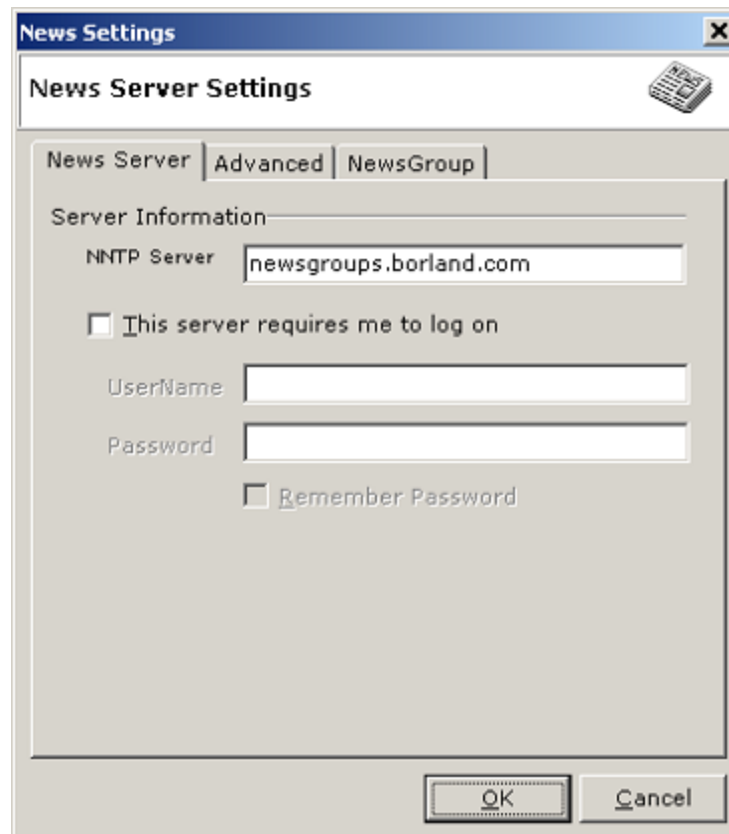 News Settings
News Server Settings
NEWS
News Server Advanced NewsGroup
Server Information
NNTP Server newsgroups.borland.com
This server requires me to log on
UserName
Password
Remember Password
OK Cancel